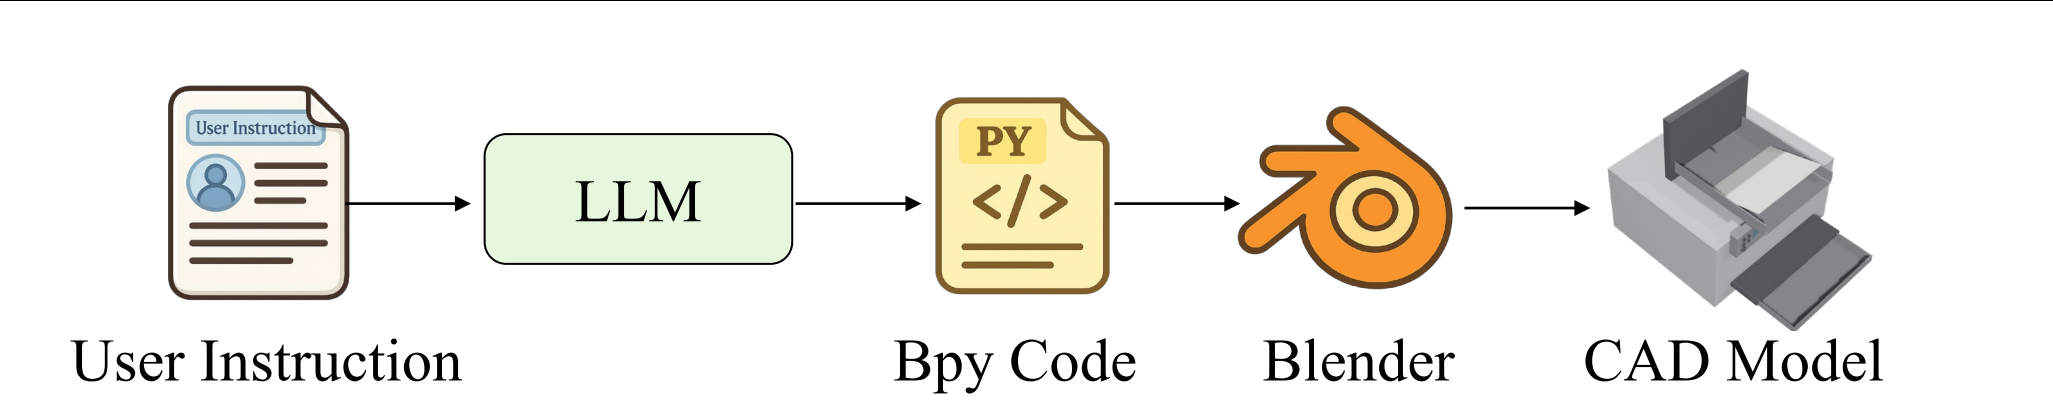 User Instruction
LLM
PY
</>
User Instruction
Bpy Code
Blender
CAD Model